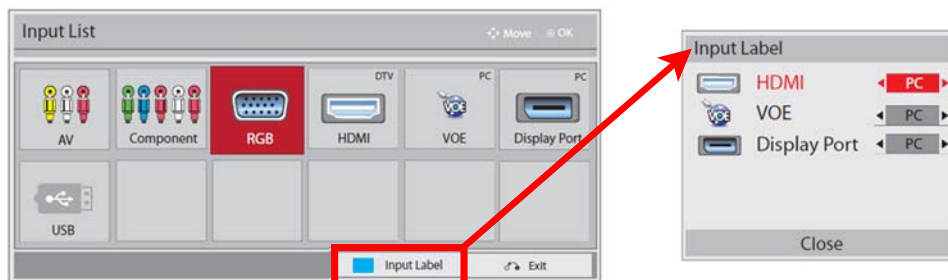 Input List
Move OK
AV
Component
RGB
DTV
HDMI
PC
VOE
PC
Display Port
USB
Input Label
Exit
Input Label
HDMI PC
VOE PC
Display Port PC
Close